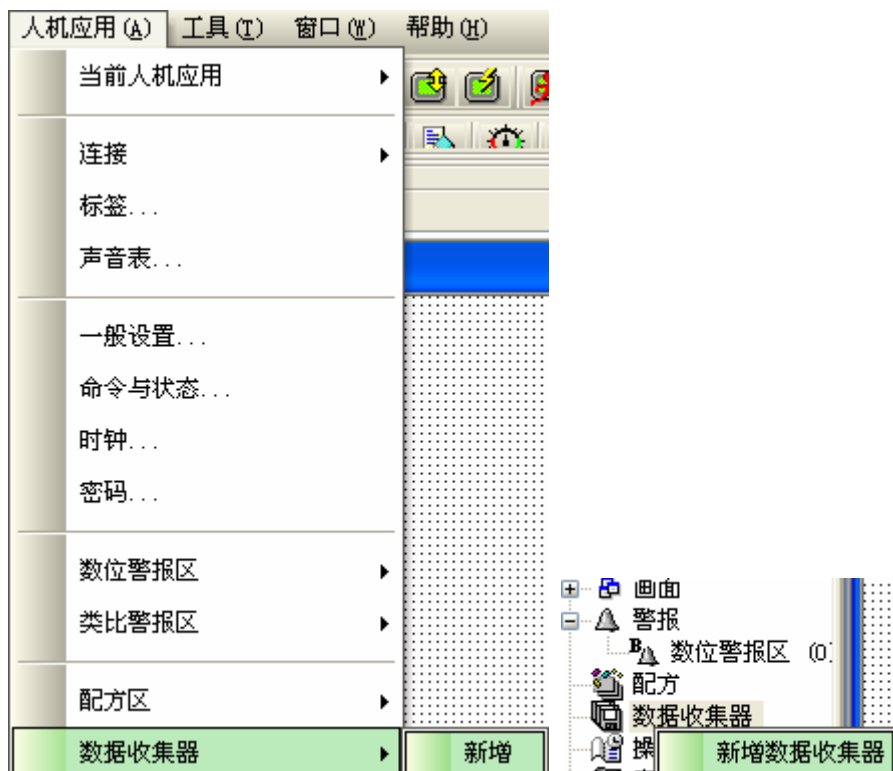 人机应用(A) 工具(T) 窗口(W) 帮助(H)
当前人机应用
连接
标签...
声音表...
一般设置...
命令与状态...
时钟...
密码...
数位警报区
类比警报区
配方区
数据收集器
新增
画面
警报
数位警报区 (0)
配方
数据收集器
操
新增数据收集器